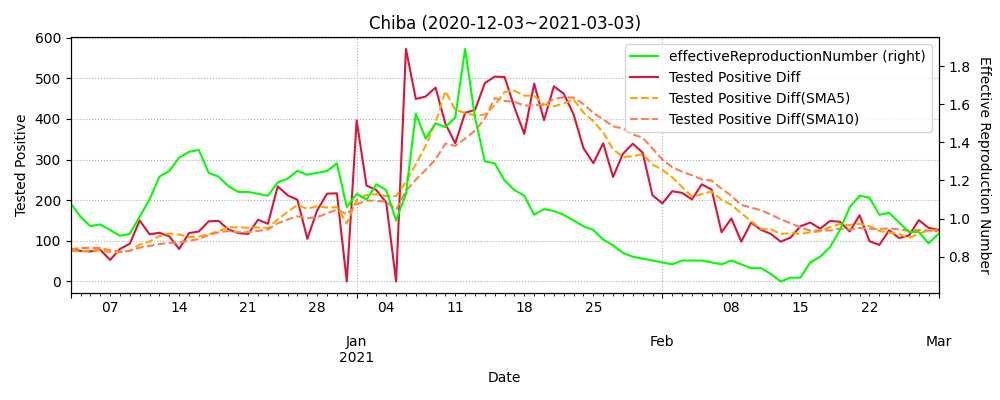 Chiba (2020-12-03~2021-03-03)
600
500
400
300
200
100
0
Tested Positive
effectiveReproductionNumber (right)
Tested Positive Diff
Tested Positive Diff(SMA5)
Tested Positive Diff(SMA10)
1.8
1.6
1.4
1.2
1.0
0.8
Effective Reproduction Number
07 14 21 28 04 11 18 25 08 15 22
Jan Feb Mar
2021
Date